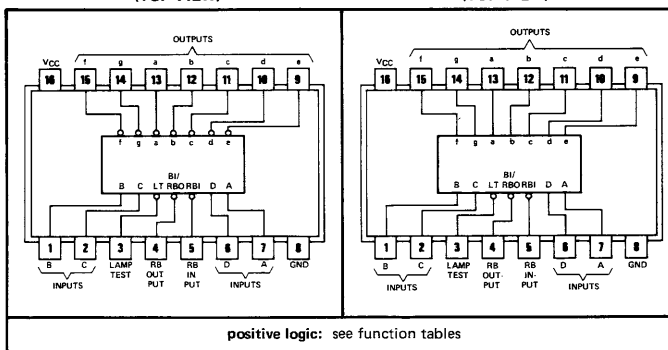 OUTPUTS
VCC f g a b c d e
16 15 14 13 12 11 10 9
f g a b c d e
BI/
B C LT RBO RBI D A
1 2 3 4 5 6 7 8
B C LAMP TEST RB OUT PUT RB IN PUT D A GND
INPUTS INPUTS
OUTPUTS
VCC f g a b c d e
16 15 14 13 12 11 10 9
f g a b c d e
BI/
B C LT RBO RBI D A
1 2 3 4 5 6 7 8
B C LAMP TEST RB OUT- PUT RB IN- PUT D A GND
INPUTS INPUTS
positive logic: see function tables